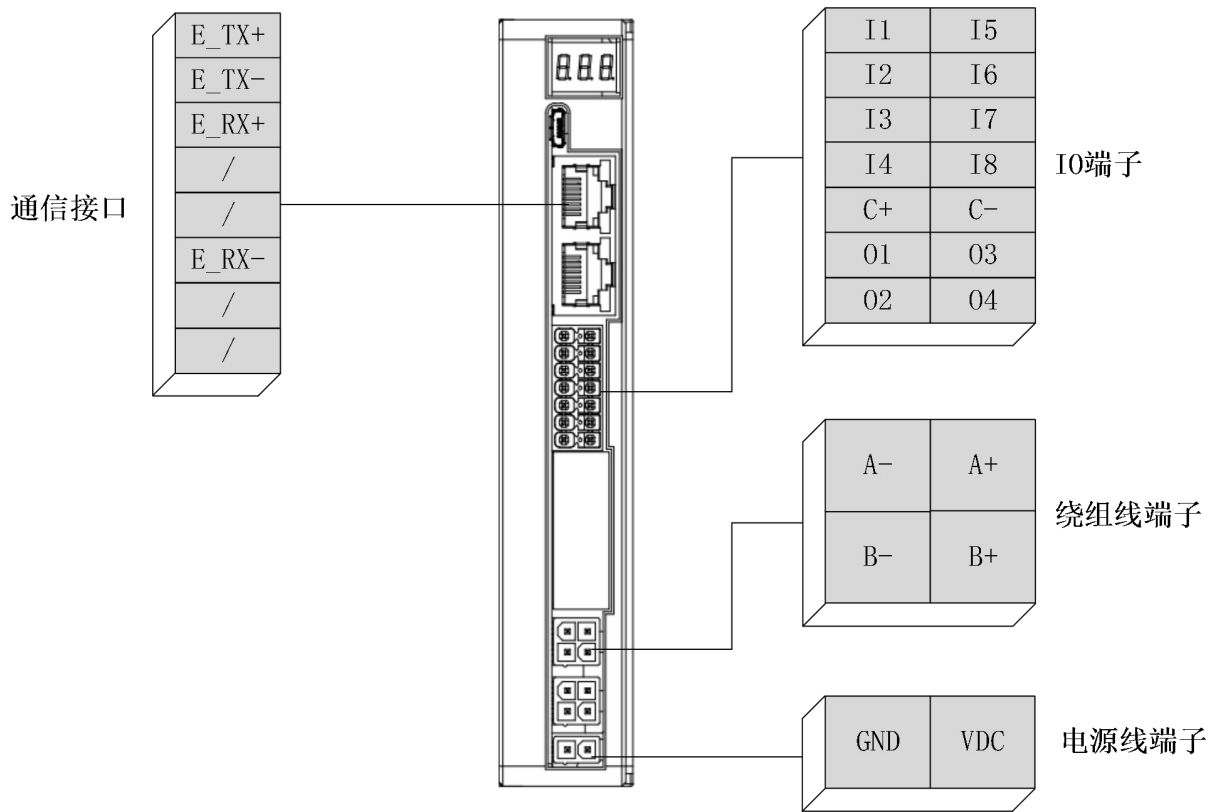 通信接口
E_TX+
E_TX-
E_RX+
/
/
E_RX-
/
/
I1 I5
I2 I6
I3 I7
I4 I8
C+ C-
O1 O3
O2 O4
IO端子
A- A+
B- B+
绕组线端子
GND VDC
电源线端子